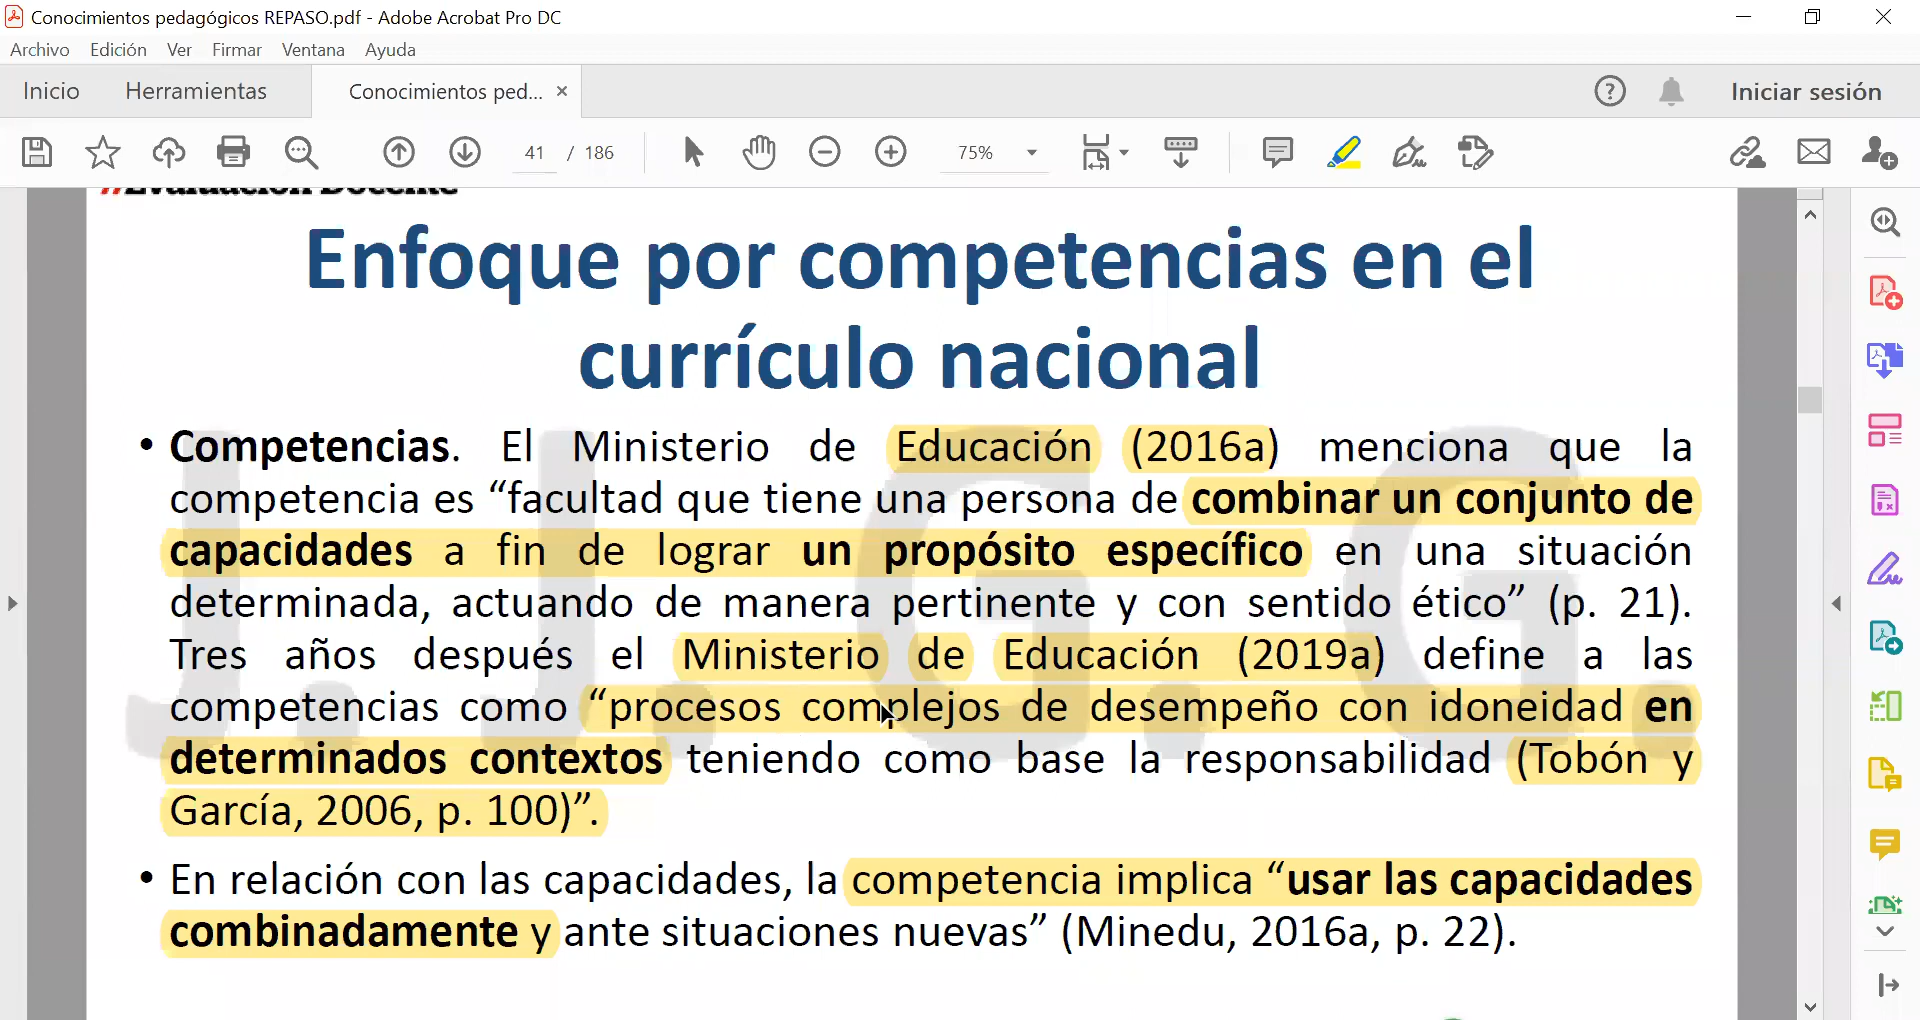 Conocimientos pedagógicos REPASO.pdf - Adobe Acrobat Pro DC
Archivo Edición Ver Firmar Ventana Ayuda
Inicio Herramientas Conocimientos ped... × Iniciar sesión
41 / 186 75%
//Evaluación Docente
Enfoque por competencias en el
currículo nacional
• Competencias. El Ministerio de Educación (2016a) menciona que la
competencia es “facultad que tiene una persona de combinar un conjunto de
capacidades a fin de lograr un propósito específico en una situación
determinada, actuando de manera pertinente y con sentido ético” (p. 21).
Tres años después el Ministerio de Educación (2019a) define a las
competencias como “procesos complejos de desempeño con idoneidad en
determinados contextos teniendo como base la responsabilidad (Tobón y
García, 2006, p. 100)”.
• En relación con las capacidades, la competencia implica “usar las capacidades
combinadamente y ante situaciones nuevas” (Minedu, 2016a, p. 22).
J. J. G. G.